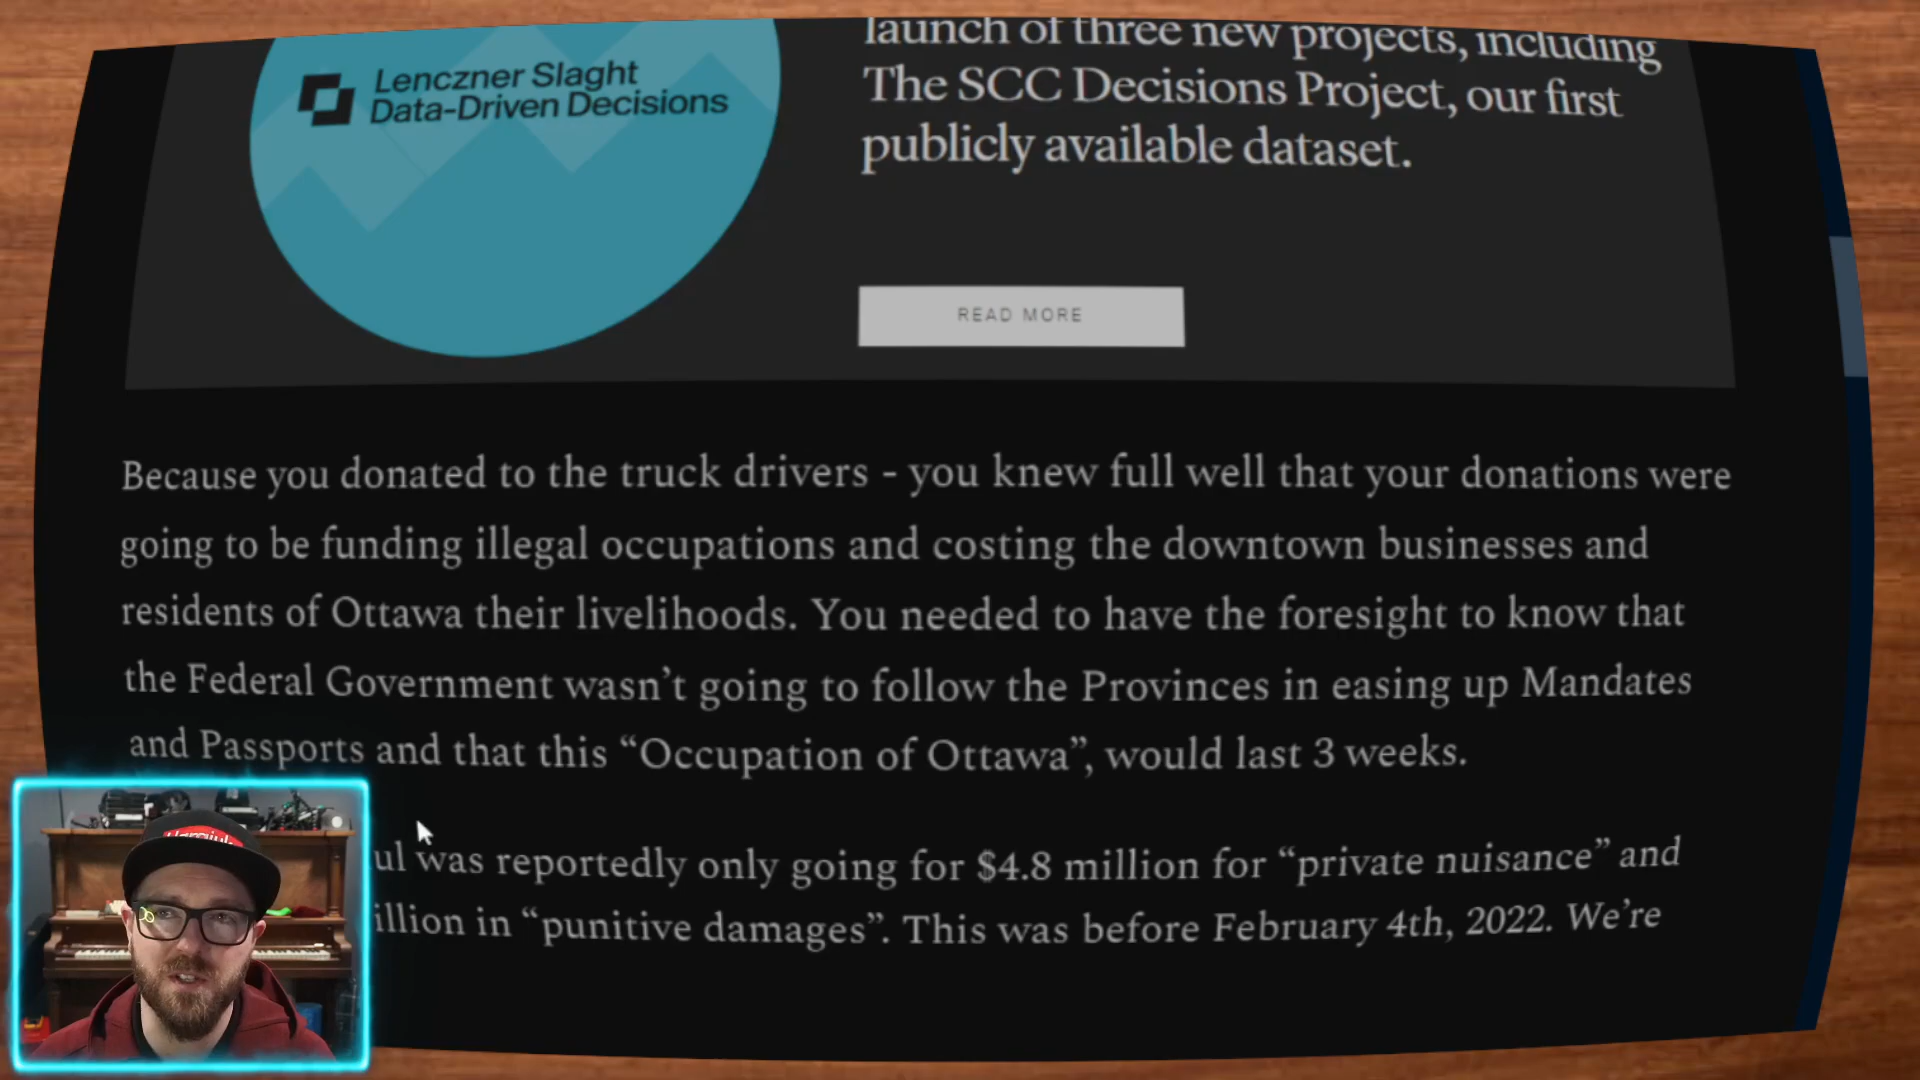 launch of three new projects, including
Lenczner Slaght
Data-Driven Decisions
The SCC Decisions Project, our first
publicly available dataset.
READ MORE
Because you donated to the truck drivers - you knew full well that your donations were
going to be funding illegal occupations and costing the downtown businesses and
residents of Ottawa their livelihoods. You needed to have the foresight to know that
the Federal Government wasn’t going to follow the Provinces in easing up Mandates
and Passports and that this “Occupation of Ottawa”, would last 3 weeks.
ul was reportedly only going for $4.8 million for “private nuisance” and
illion in “punitive damages”. This was before February 4th, 2022. We’re